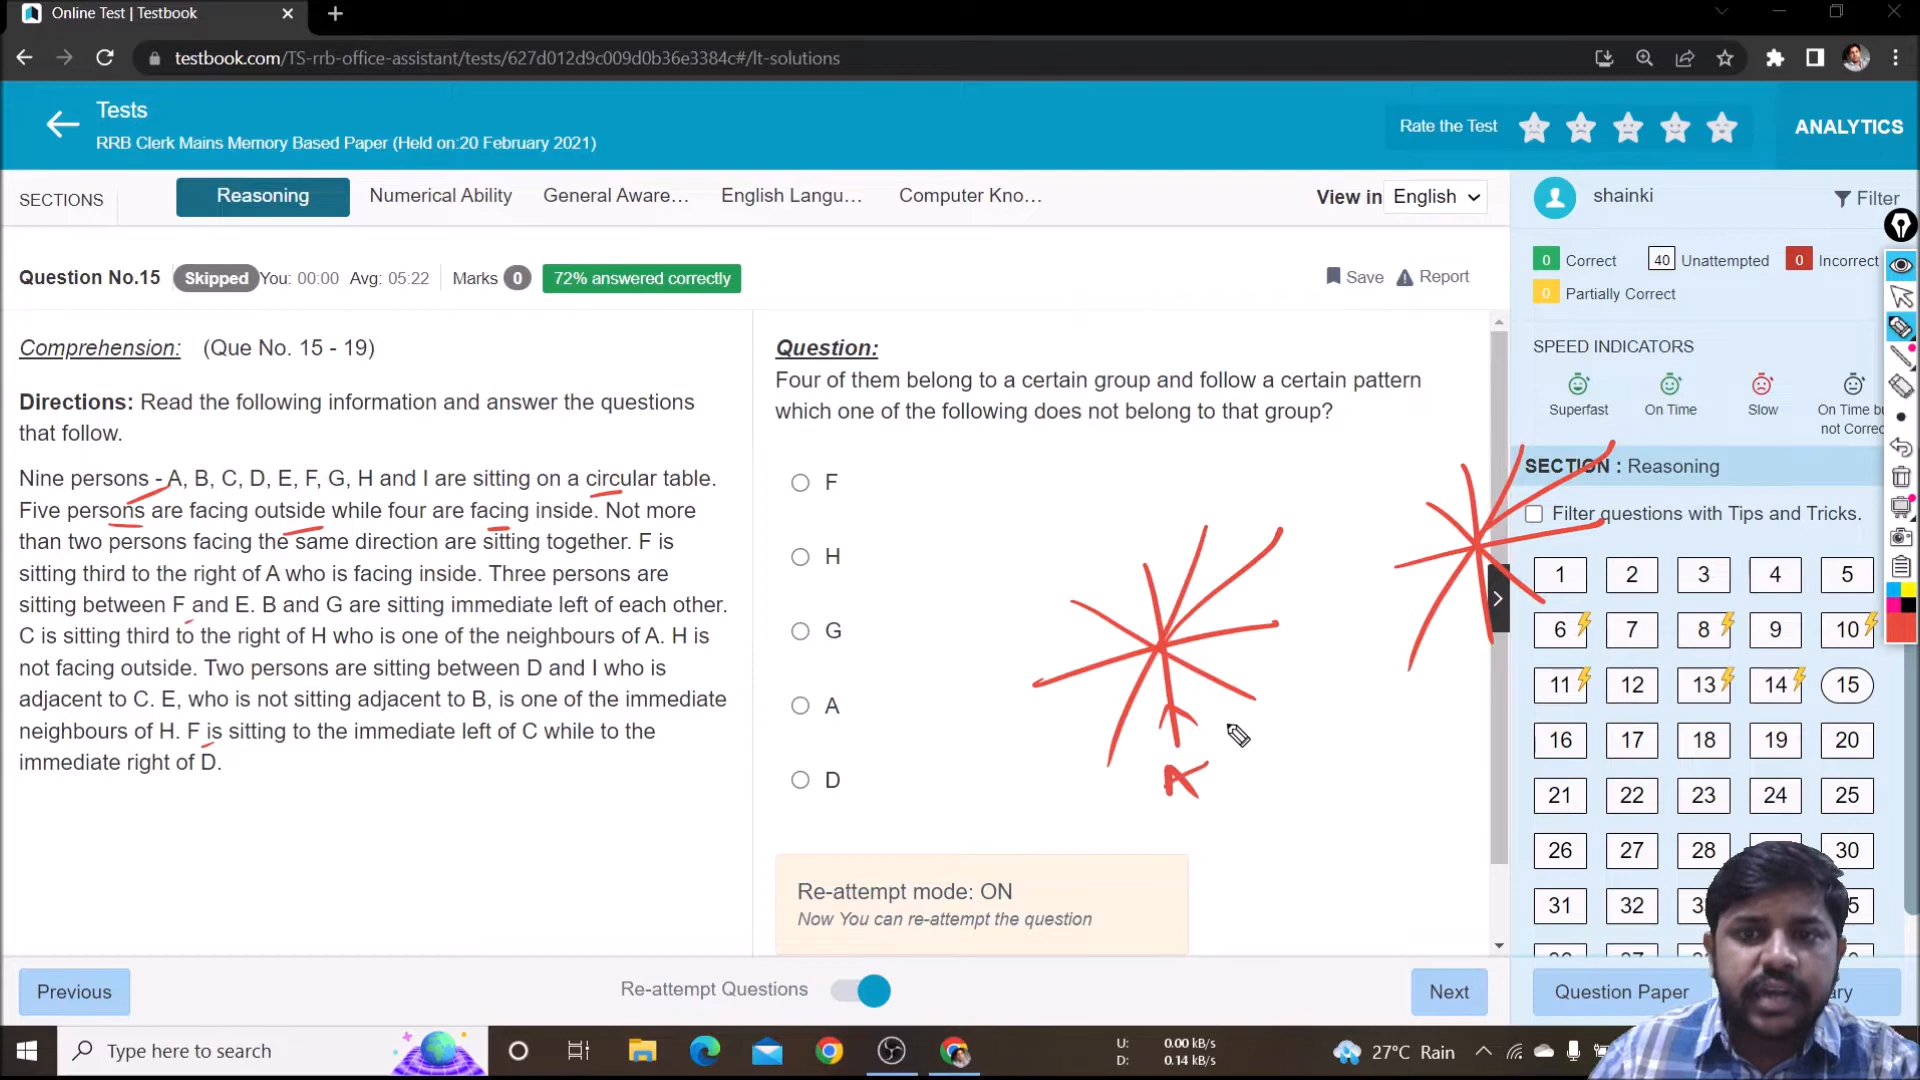 Online Test | Testbook
testbook.com/TS-rrb-office-assistant/tests/627d012d9c009d0b36e3384c#/lt-solutions
Tests
RRB Clerk Mains Memory Based Paper (Held on:20 February 2021)
Rate the Test
ANALYTICS
SECTIONS
Reasoning
Numerical Ability
General Aware...
English Langu...
Computer Kno...
View in English
shainki
Filter
Question No.15
Skipped
You: 00:00 Avg: 05:22
Marks 0
72% answered correctly
Save
Report
0 Correct
40 Unattempted
0 Incorrect
0 Partially Correct
Comprehension: (Que No. 15 - 19)
Directions: Read the following information and answer the questions
that follow.
Nine persons - A, B, C, D, E, F, G, H and I are sitting on a circular table.
Five persons are facing outside while four are facing inside. Not more
than two persons facing the same direction are sitting together. F is
sitting third to the right of A who is facing inside. Three persons are
sitting between F and E. B and G are sitting immediate left of each other.
C is sitting third to the right of H who is one of the neighbours of A. H is
not facing outside. Two persons are sitting between D and I who is
adjacent to C. E, who is not sitting adjacent to B, is one of the immediate
neighbours of H. F is sitting to the immediate left of C while to the
immediate right of D.
Question:
Four of them belong to a certain group and follow a certain pattern
which one of the following does not belong to that group?
F
H
G
A
D
A
Re-attempt mode: ON
Now You can re-attempt the question
SPEED INDICATORS
Superfast
On Time
Slow
On Time bu
not Correc
SECTION : Reasoning
Filter questions with Tips and Tricks.
1 2 3 4 5
6 7 8 9 10
11 12 13 14 15
16 17 18 19 20
21 22 23 24 25
26 27 28 30
31 32 3 5
Previous
Re-attempt Questions
Next
Question Paper
ary
Type here to search
U: 0.00 kB/s
D: 0.14 kB/s
27°C Rain